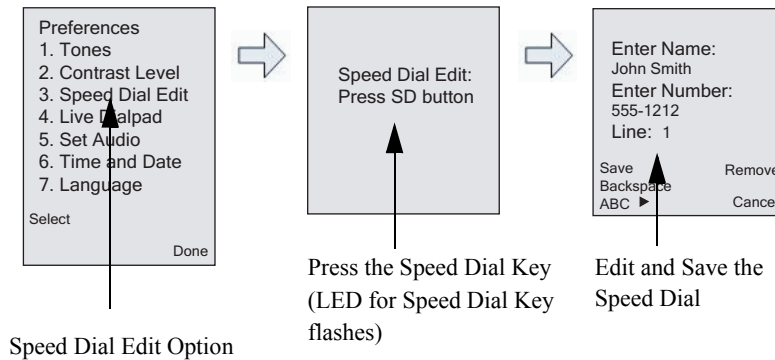 Preferences
1. Tones
2. Contrast Level
3. Speed Dial Edit
4. Live Dialpad
5. Set Audio
6. Time and Date
7. Language
Select
Done
Speed Dial Edit Option
Speed Dial Edit:
Press SD button
Press the Speed Dial Key
(LED for Speed Dial Key
flashes)
Enter Name:
John Smith
Enter Number:
555-1212
Line: 1
Save
Remove
Backspace
ABC ▶
Cance
Edit and Save the
Speed Dial